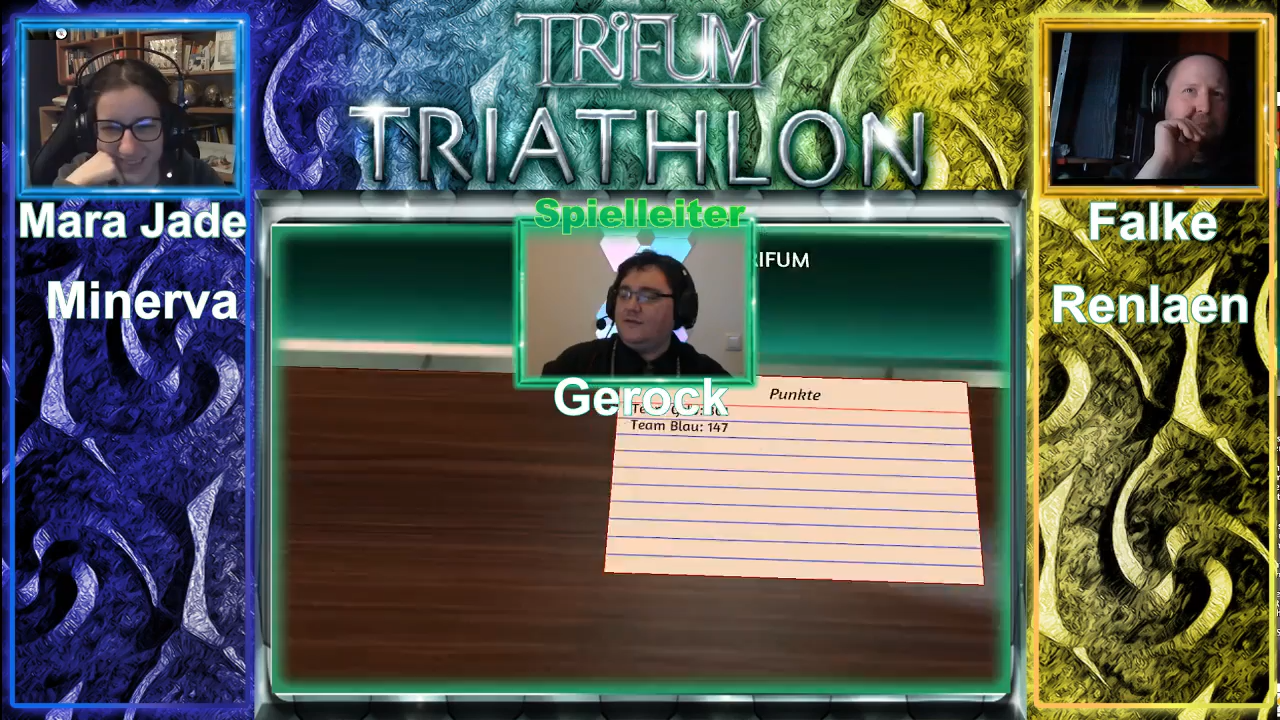 TRiFUM
TRIATHLON
Mara Jade
Minerva
Spielleiter
Falke
Renlaen
RIFUM
Gerock
Punkte
Team Blau: 147